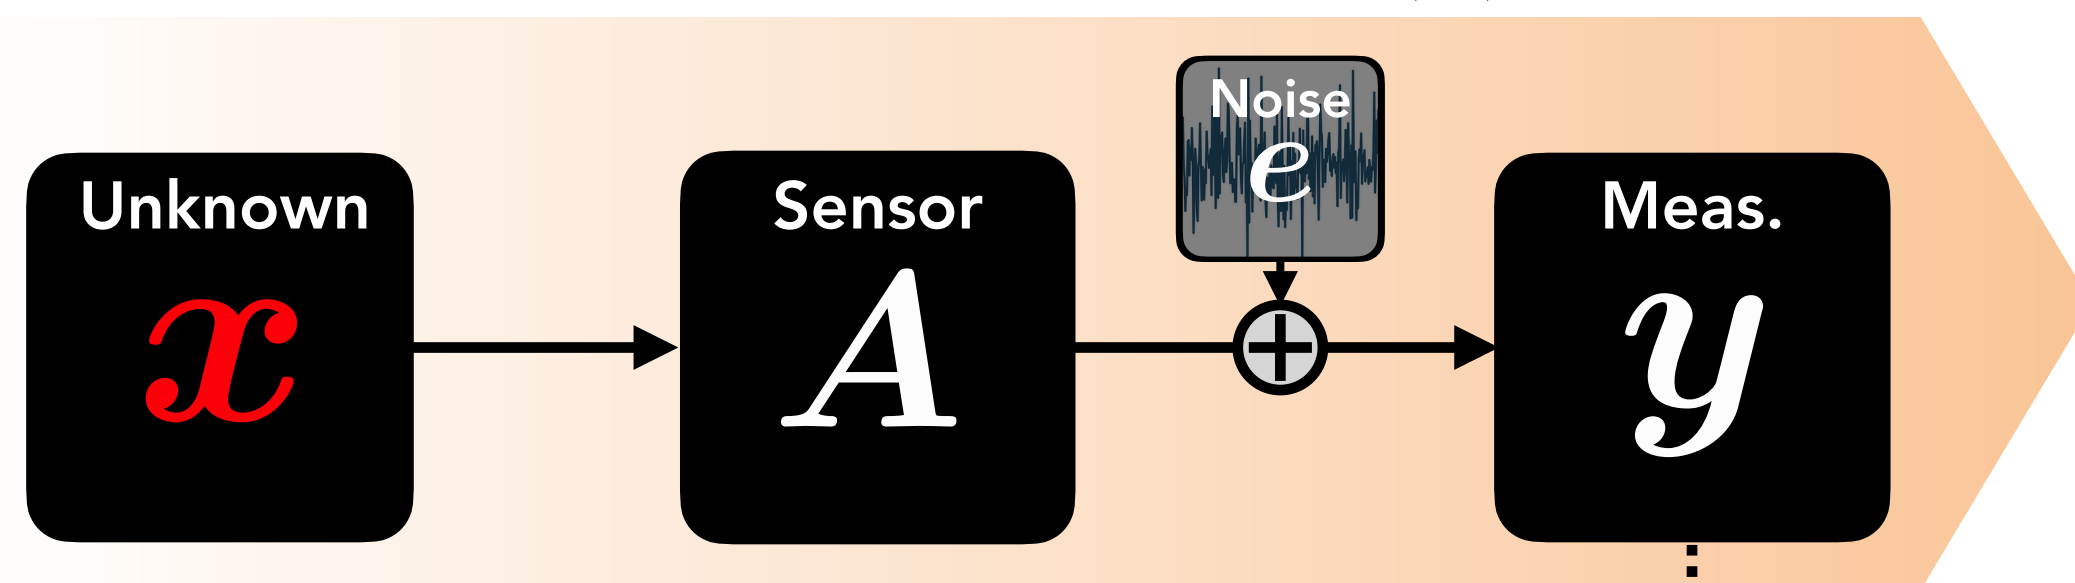 Unknown
x
Sensor
A
Noise
e
Meas.
y